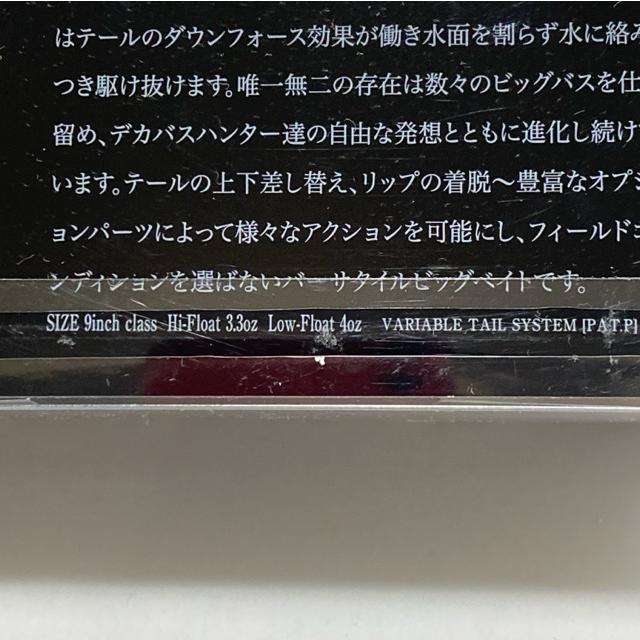 はテールのダウンフォース効果が働き水面を割らず水に絡み
つき駆け抜けます。唯一無二の存在は数々のビッグバスを仕
留め、デカバスハンター達の自由な発想とともに進化し続けて
います。テールの上下差し替え、リップの着脱〜豊富なオプシ
ョンパーツによって様々なアクションを可能にし、フィールドコ
ンディションを選ばないバーサタイルビッグベイトです。
SIZE 9inch class Hi-Float 3.3oz Low-Float 4oz VARIABLE TAIL SYSTEM [PAT.P]